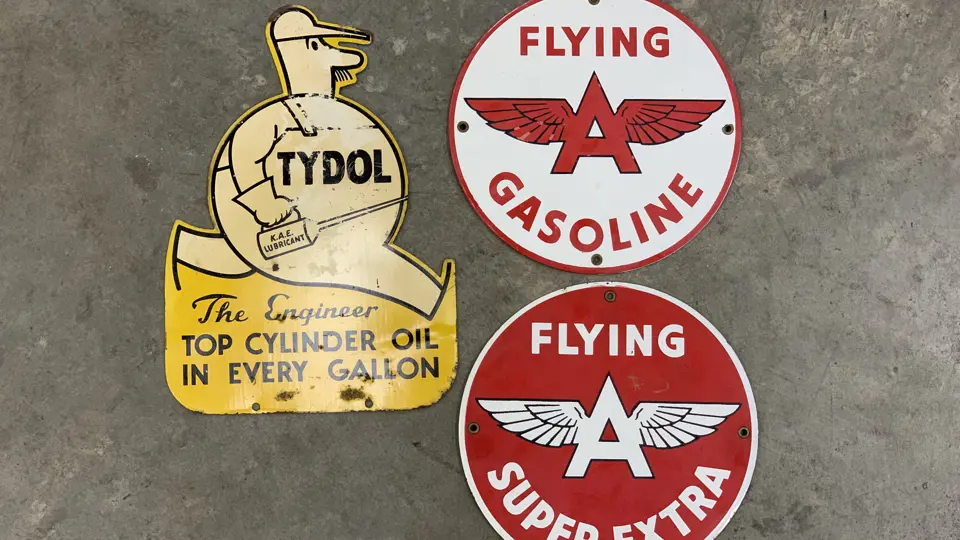 TYDOL
K.A.E.
LUBRICANT
The Engineer
TOP CYLINDER OIL
IN EVERY GALLON
FLYING
A
GASOLINE
FLYING
A
SUPER EXTRA